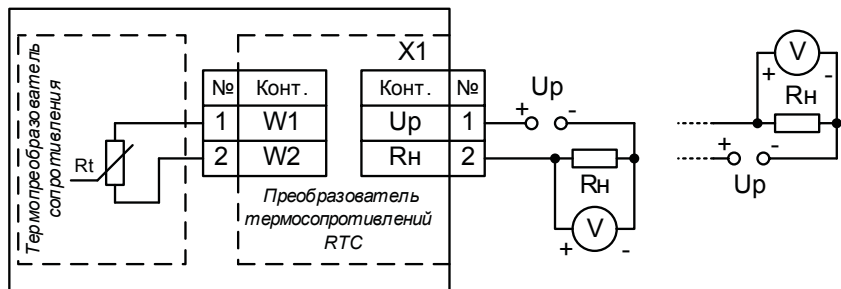 Термопреобразователь
сопротивления
Rt
X1
№ Конт.
1 W1
2 W2
Конт. №
Up 1
Rн 2
Преобразователь
термосопротивлений
RTC
Up
+ -
Rн
V
+ -
V
+ -
Rн
+ -
Up